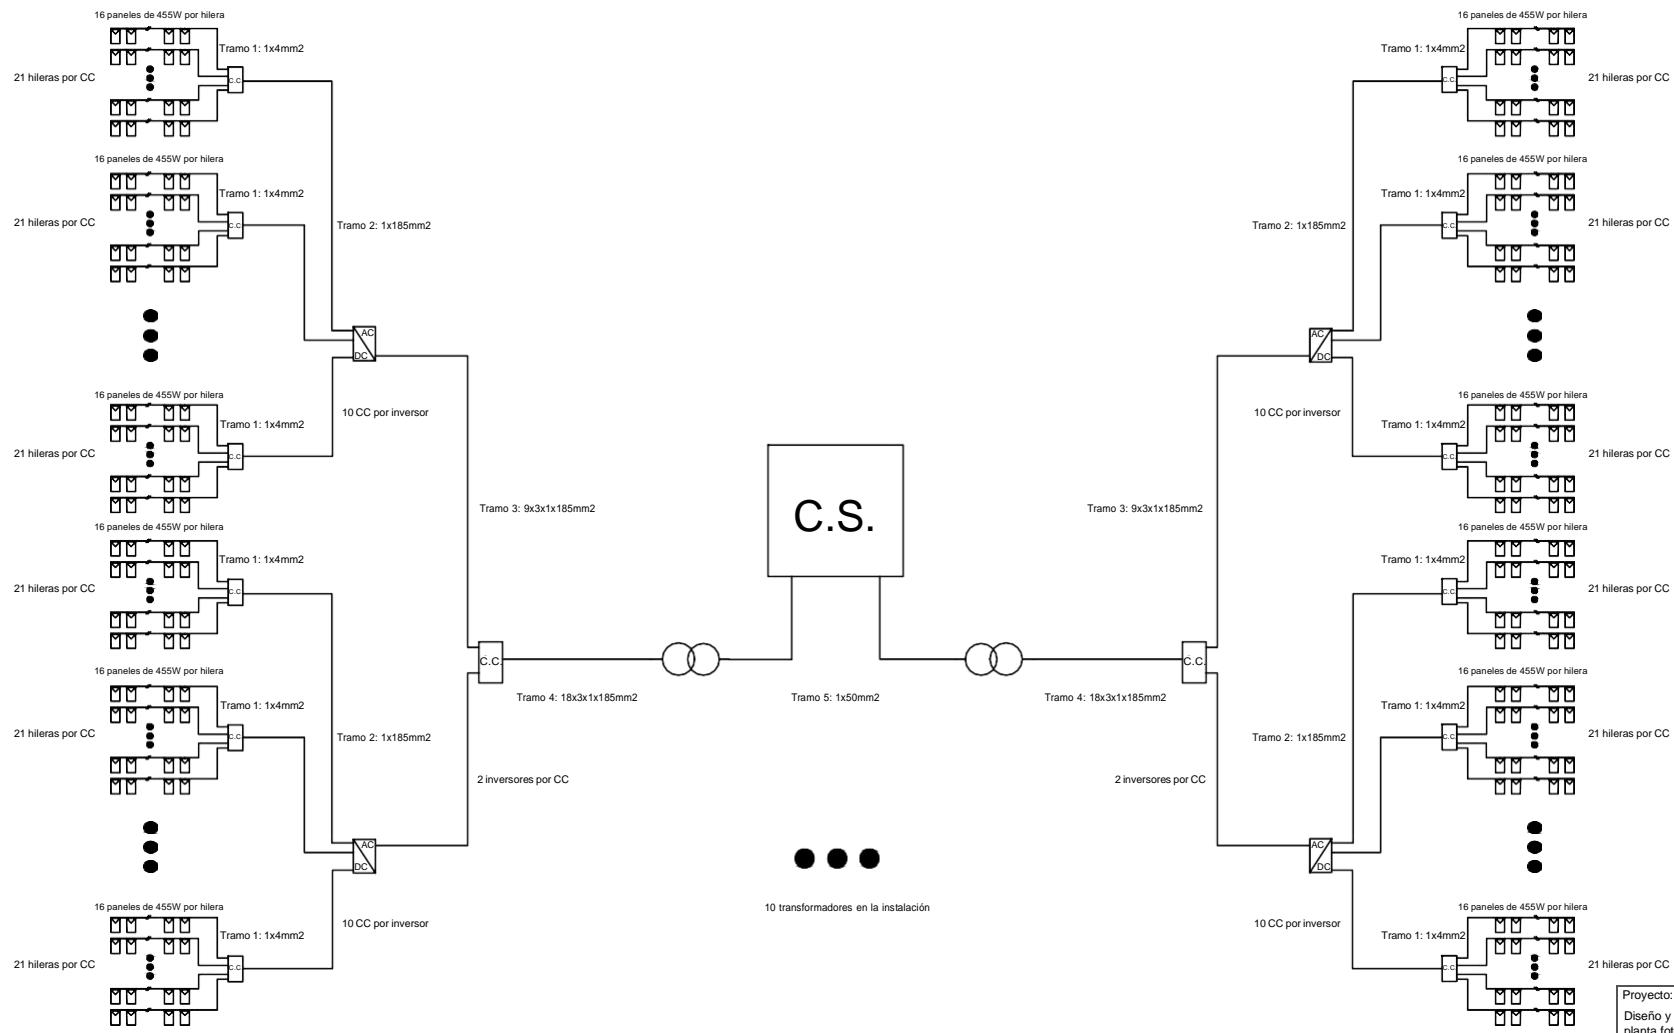 16 paneles de 455W por hilera
Tramo 1: 1x4mm2
21 hileras por CC
C.C
16 paneles de 455W por hilera
Tramo 1: 1x4mm2
21 hileras por CC
C.C
Tramo 2: 1x185mm2
AC
DC
16 paneles de 455W por hilera
10 CC por inversor
Tramo 1: 1x4mm2
21 hileras por CC
C.C
Tramo 3: 9x3x1x185mm2
16 paneles de 455W por hilera
Tramo 1: 1x4mm2
21 hileras por CC
C.C
C.C.
16 paneles de 455W por hilera
Tramo 4: 18x3x1x185mm2
Tramo 1: 1x4mm2
21 hileras por CC
C.C
Tramo 2: 1x185mm2
2 inversores por CC
AC
DC
16 paneles de 455W por hilera
10 CC por inversor
Tramo 1: 1x4mm2
21 hileras por CC
C.C
C.S.
Tramo 5: 1x50mm2
10 transformadores en la instalación
16 paneles de 455W por hilera
Tramo 1: 1x4mm2
C.C.
21 hileras por CC
16 paneles de 455W por hilera
Tramo 1: 1x4mm2
C.C.
21 hileras por CC
Tramo 2: 1x185mm2
AC
DC
16 paneles de 455W por hilera
10 CC por inversor
Tramo 1: 1x4mm2
C.C.
21 hileras por CC
Tramo 3: 9x3x1x185mm2
16 paneles de 455W por hilera
Tramo 1: 1x4mm2
C.C.
21 hileras por CC
C.C.
16 paneles de 455W por hilera
Tramo 4: 18x3x1x185mm2
Tramo 1: 1x4mm2
C.C.
21 hileras por CC
Tramo 2: 1x185mm2
2 inversores por CC
AC
DC
16 paneles de 455W por hilera
10 CC por inversor
Tramo 1: 1x4mm2
C.C.
21 hileras por CC
Proyecto:
Diseño y
planta